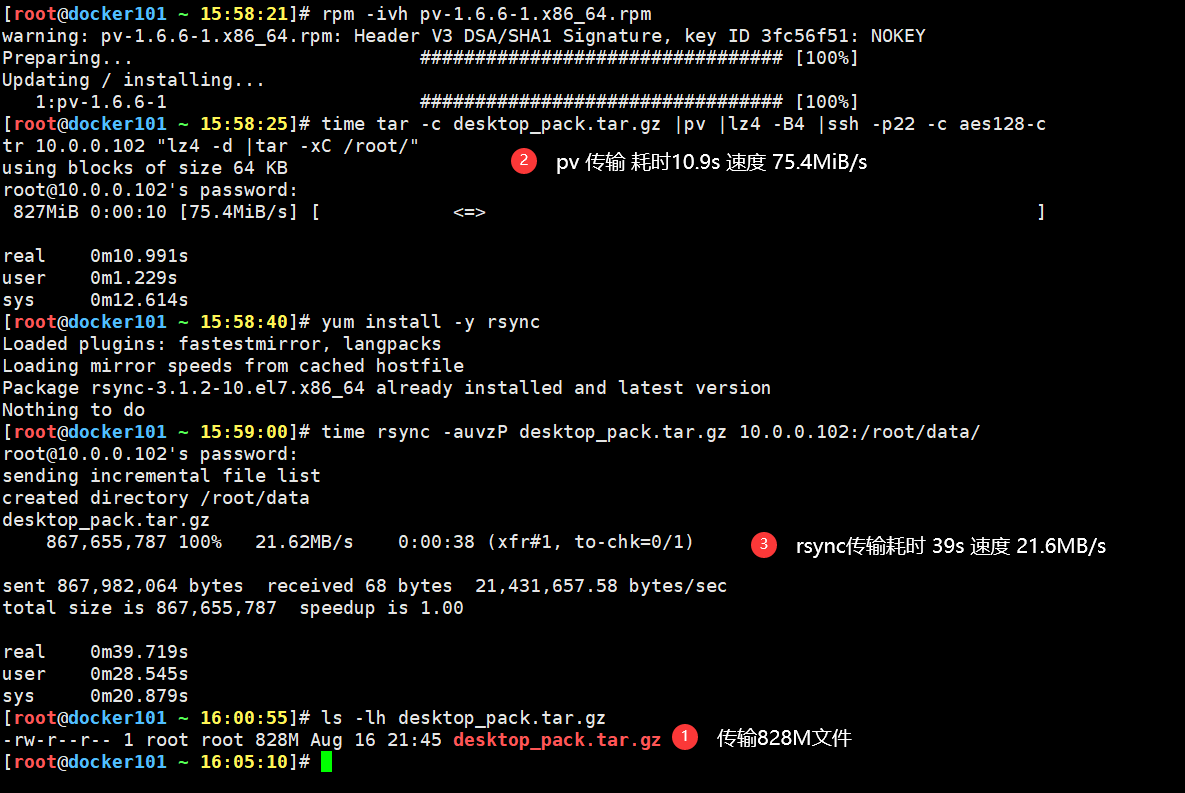 [root@docker101 ~ 15:58:21]# rpm -ivh pv-1.6.6-1.x86_64.rpm
warning: pv-1.6.6-1.x86_64.rpm: Header V3 DSA/SHA1 Signature, key ID 3fc56f51: NOKEY
Preparing...                          ################################# [100%]
Updating / installing...
   1:pv-1.6.6-1                       ################################# [100%]
[root@docker101 ~ 15:58:25]# time tar -c desktop_pack.tar.gz |pv |lz4 -B4 |ssh -p22 -c aes128-c
tr 10.0.0.102 "lz4 -d |tar -xC /root/"
2 pv 传输 耗时10.9s 速度 75.4MiB/s
using blocks of size 64 KB
root@10.0.0.102's password:
 827MiB 0:00:10 [75.4MiB/s] [            <=>                                                  ]
real    0m10.991s
user    0m1.229s
sys     0m12.614s
[root@docker101 ~ 15:58:40]# yum install -y rsync
Loaded plugins: fastestmirror, langpacks
Loading mirror speeds from cached hostfile
Package rsync-3.1.2-10.el7.x86_64 already installed and latest version
Nothing to do
[root@docker101 ~ 15:59:00]# time rsync -auvzP desktop_pack.tar.gz 10.0.0.102:/root/data/
root@10.0.0.102's password:
sending incremental file list
created directory /root/data
desktop_pack.tar.gz
    867,655,787 100%   21.62MB/s    0:00:38 (xfr#1, to-chk=0/1)
3 rsync传输耗时 39s 速度 21.6MB/s
sent 867,982,064 bytes  received 68 bytes  21,431,657.58 bytes/sec
total size is 867,655,787  speedup is 1.00
real    0m39.719s
user    0m28.545s
sys     0m20.879s
[root@docker101 ~ 16:00:55]# ls -lh desktop_pack.tar.gz
-rw-r--r-- 1 root root 828M Aug 16 21:45 desktop_pack.tar.gz 1 传输828M文件
[root@docker101 ~ 16:05:10]#